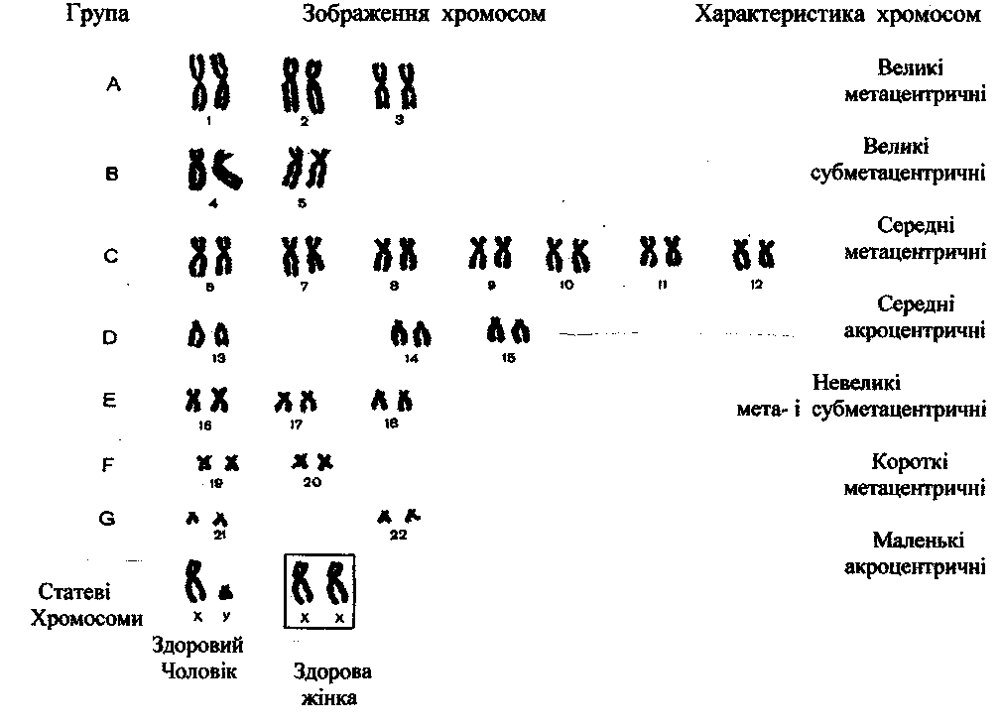 Група Зображення хромосом Характеристика хромосом
A Великі
метацентричні
1 2 3
B Великі
субметацентричні
4 5
C Середні
метацентричні
6 7 8 9 10 11 12
D Середні
акроцентричні
13 14 15
E Невеликі
мета- і субметацентричні
16 17 18
F Короткі
метацентричні
19 20
G Маленькі
акроцентричні
21 22
Статеві
Хромосоми
X У X X
Здоровий
Чоловік
Здорова
жінка